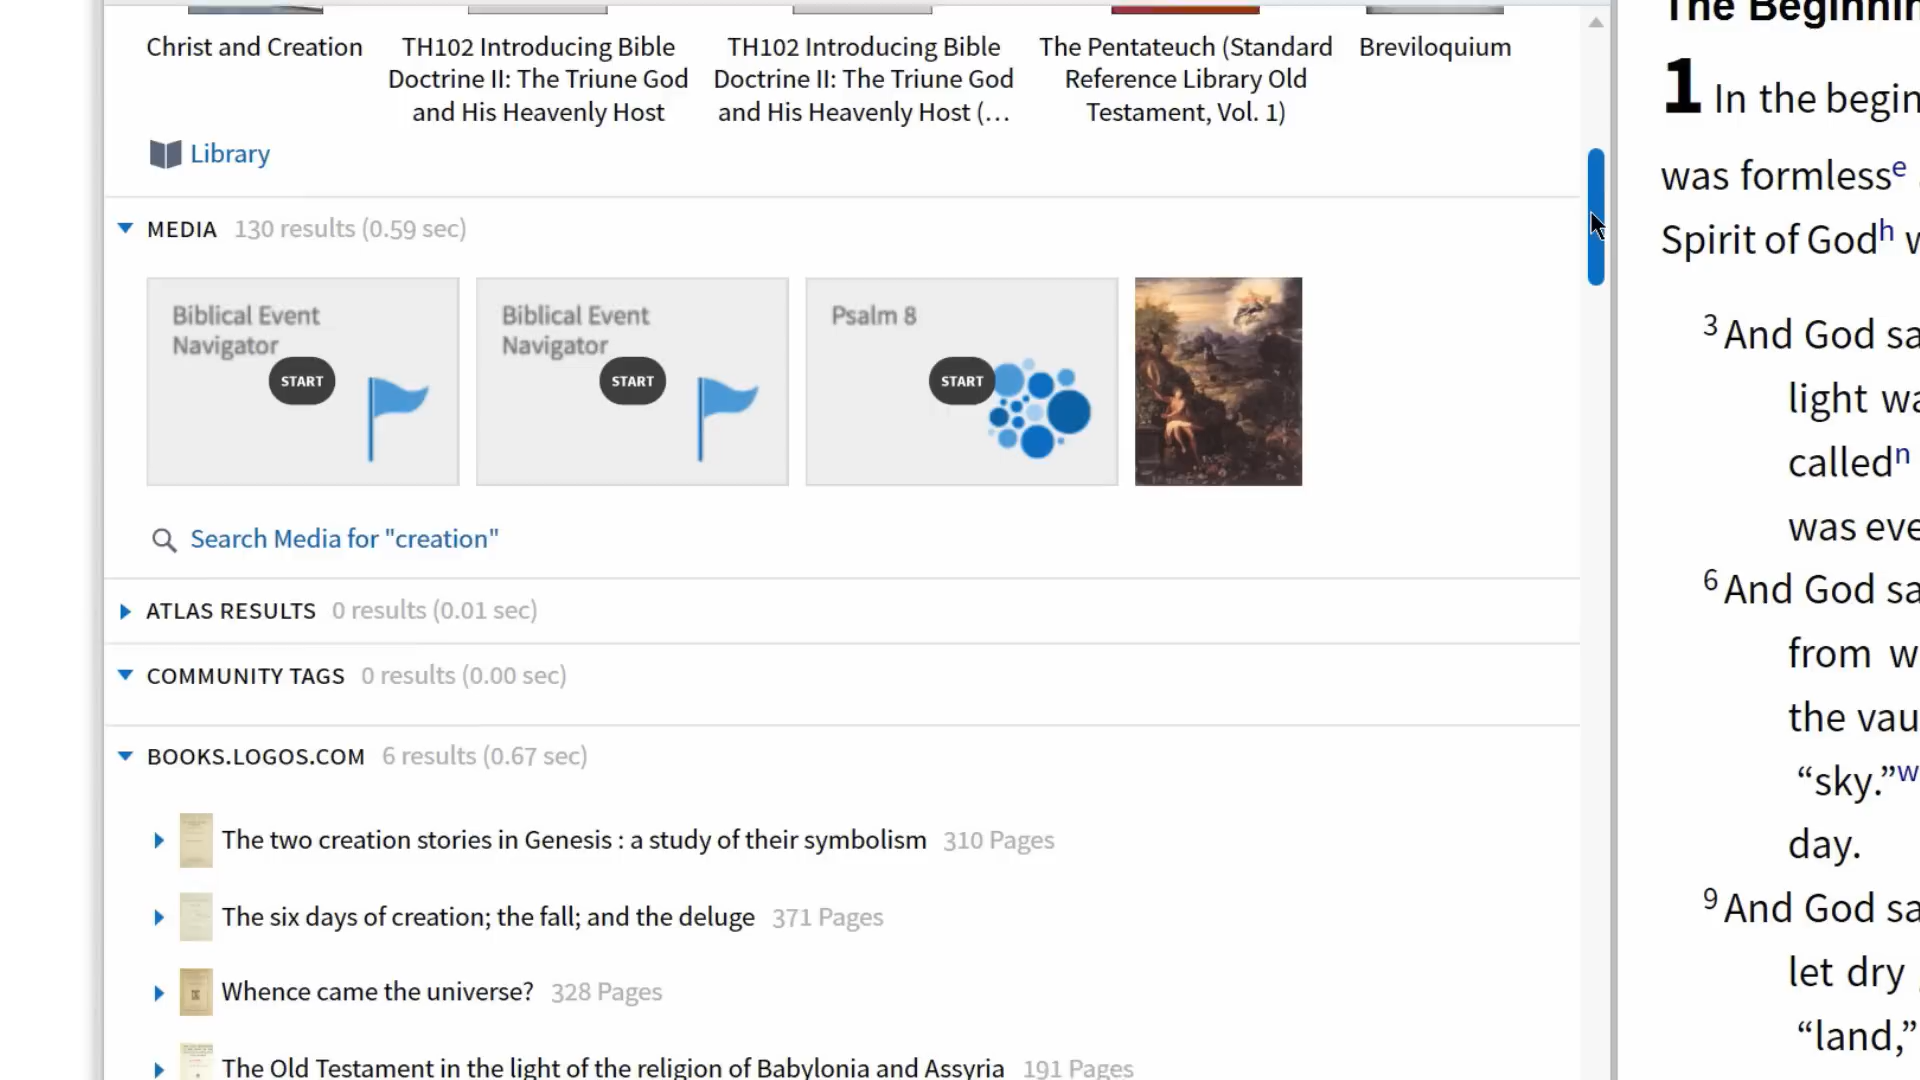 Christ and Creation
TH102 Introducing Bible
Doctrine II: The Triune God
and His Heavenly Host
TH102 Introducing Bible
Doctrine II: The Triune God
and His Heavenly Host (…
The Pentateuch (Standard
Reference Library Old
Testament, Vol. 1)
Breviloquium
Library
MEDIA 130 results (0.59 sec)
Biblical Event
Navigator
START
Biblical Event
Navigator
START
Psalm 8
START
Search Media for "creation"
ATLAS RESULTS 0 results (0.01 sec)
COMMUNITY TAGS 0 results (0.00 sec)
BOOKS.LOGOS.COM 6 results (0.67 sec)
The two creation stories in Genesis : a study of their symbolism 310 Pages
The six days of creation; the fall; and the deluge 371 Pages
Whence came the universe? 328 Pages
The Old Testament in the light of the religion of Babylonia and Assyria 191 Pages
The Beginnin
1 In the begin
was formlesse
Spirit of Godh w
3 And God sa
light wa
calledn
was eve
6 And God sa
from w
the vau
“sky.”w
day.
9 And God sa
let dry
“land,”